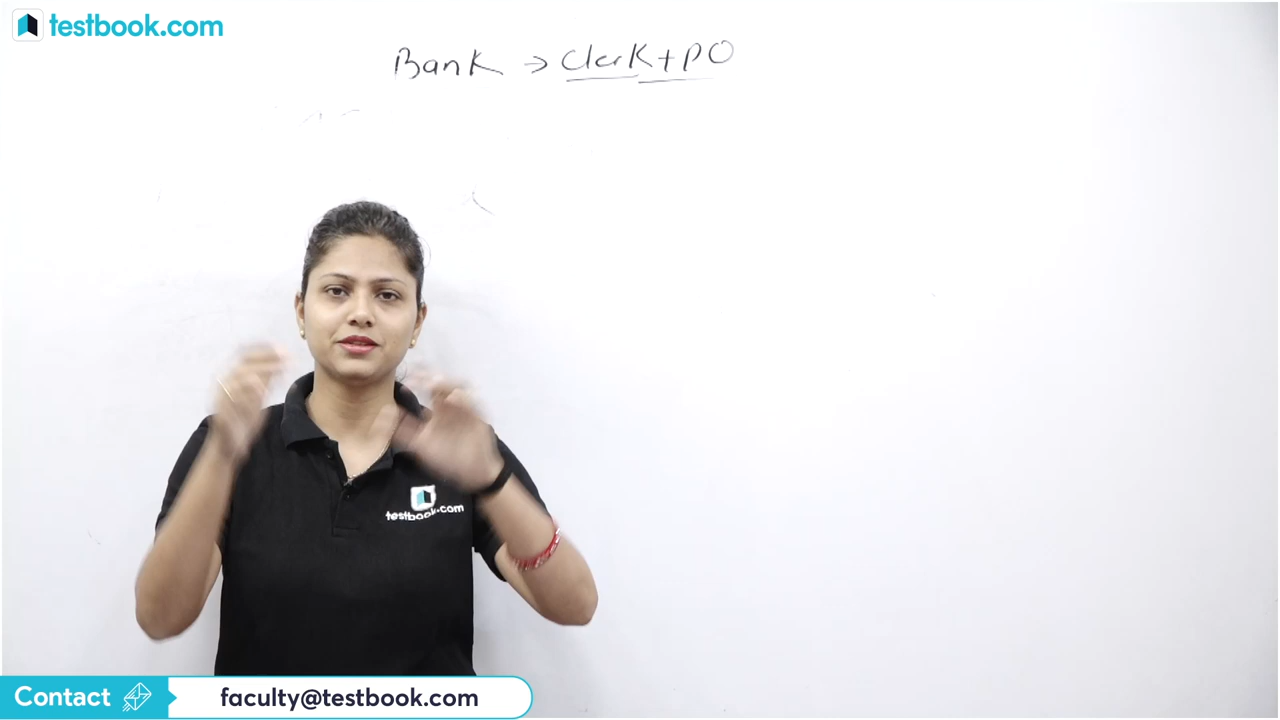 testbook.com
Bank → Clerk + PO
testbook.com
Contact
faculty@testbook.com